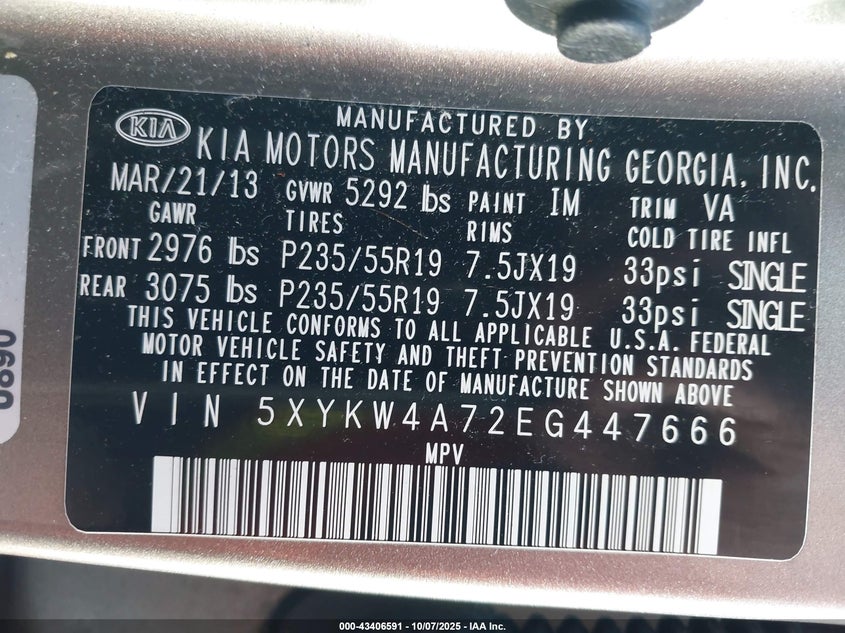 MANUFACTURED BY
KIA KIA MOTORS MANUFACTURING GEORGIA, INC.
MAR/21/13 GVWR 5292 lbs PAINT IM TRIM VA
GAWR TIRES RIMS COLD TIRE INFL
FRONT 2976 lbs P235/55R19 7.5JX19 33psi SINGLE
REAR 3075 lbs P235/55R19 7.5JX19 33psi SINGLE
THIS VEHICLE CONFORMS TO ALL APPLICABLE U.S.A. FEDERAL
MOTOR VEHICLE SAFETY AND THEFT PREVENTION STANDARDS
IN EFFECT ON THE DATE OF MANUFACTURE SHOWN ABOVE
VIN 5XYKW4A72EG447666
MPV
0890
000-43406591 | 10/07/2025 - IAA Inc.